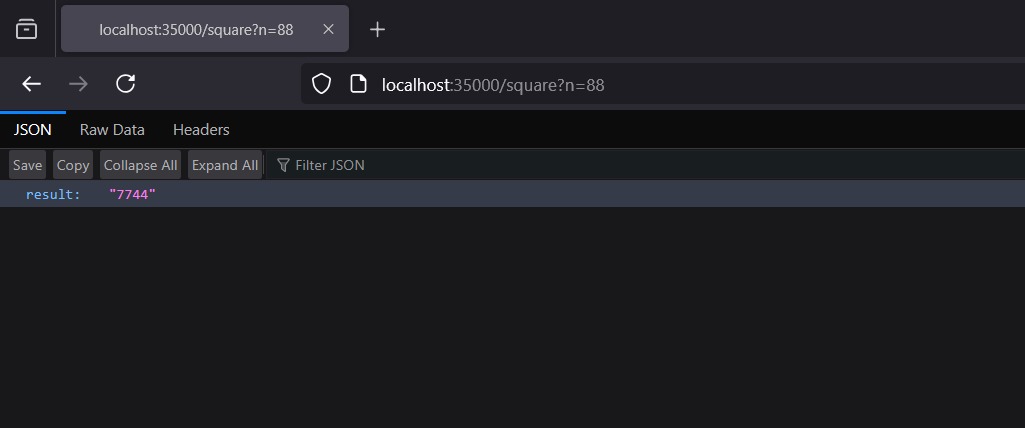 localhost:35000/square?n=88
localhost:35000/square?n=88
JSON Raw Data Headers
Save Copy Collapse All Expand All Filter JSON
result: "7744"